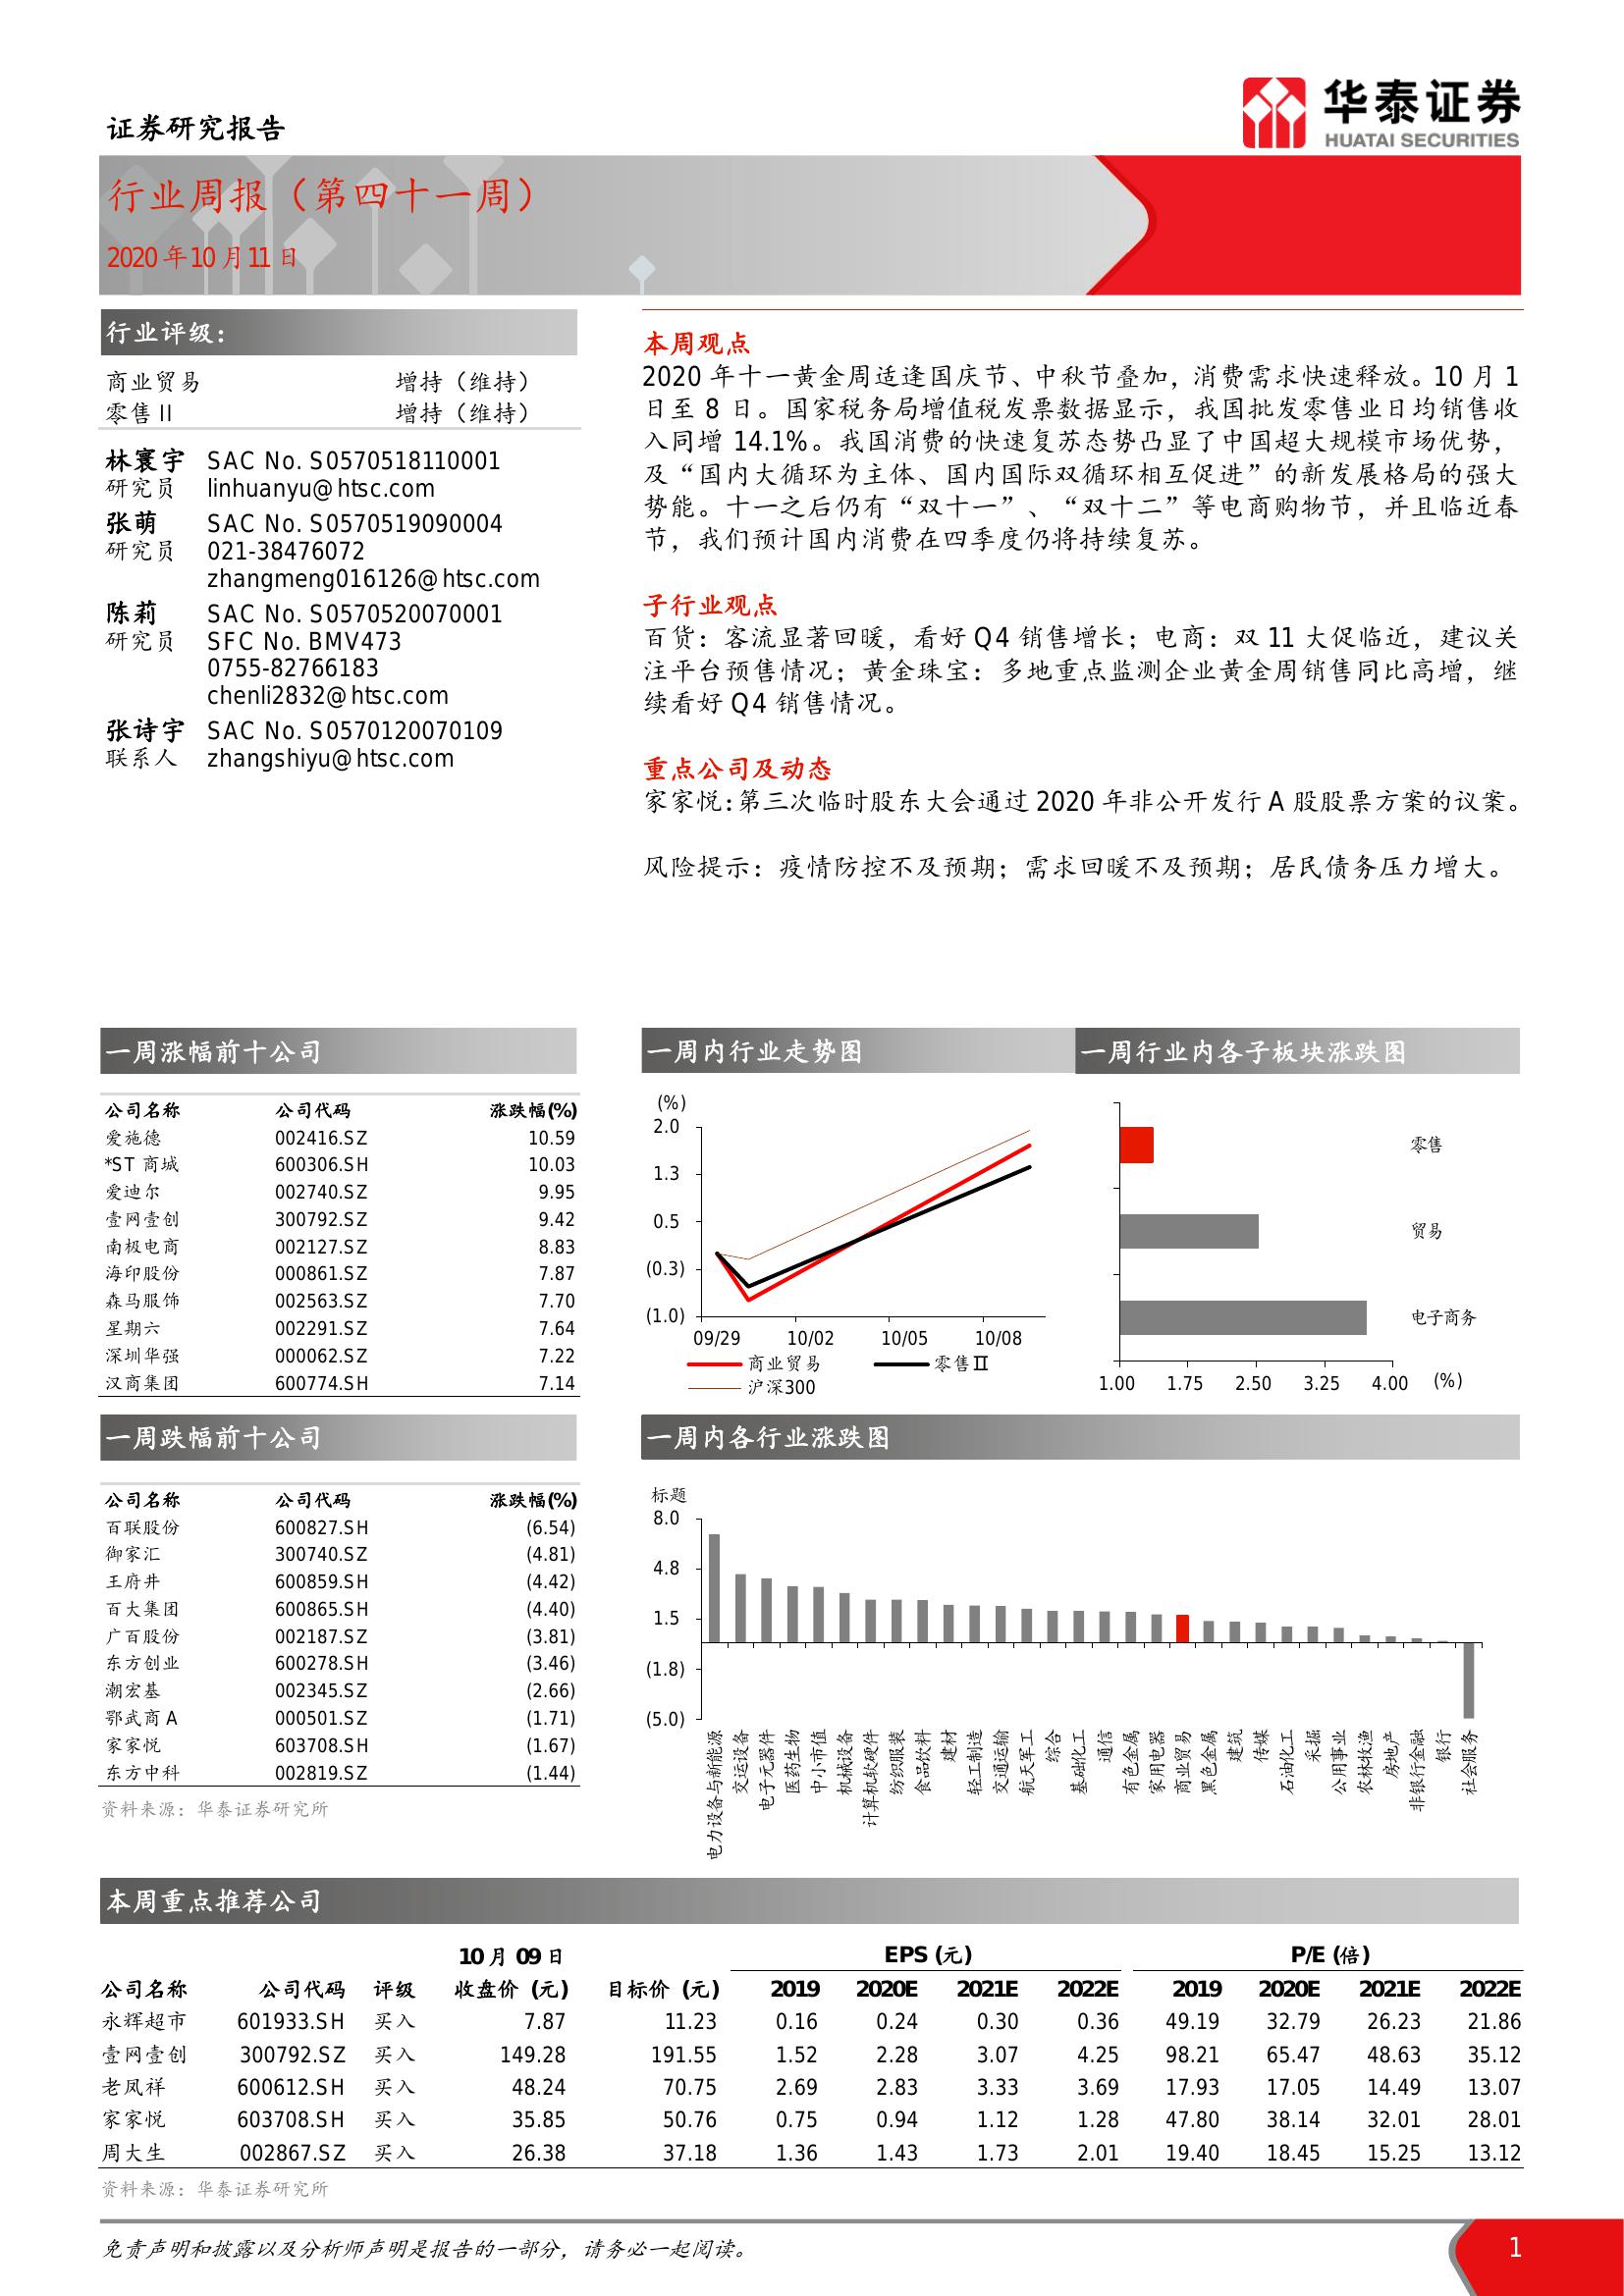 证券研究报告
华泰证券
HUATAI SECURITIES
行业周报（第四十一周）
2020年10月11日
行业评级：
商业贸易 增持（维持）
零售II 增持（维持）
林寰宇 SAC No. S0570518110001
研究员 linhuanyu@htsc.com
张萌 SAC No. S0570519090004
研究员 021-38476072
zhangmeng016126@htsc.com
陈莉 SAC No. S0570520070001
研究员 SFC No. BMV473
0755-82766183
chenli2832@htsc.com
张诗宇 SAC No. S0570120070109
联系人 zhangshiyu@htsc.com
本周观点
2020 年十一黄金周适逢国庆节、中秋节叠加，消费需求快速释放。10 月 1
日至 8 日。国家税务局增值税发票数据显示，我国批发零售业日均销售收
入同增 14.1%。我国消费的快速复苏态势凸显了中国超大规模市场优势，
及“国内大循环为主体、国内国际双循环相互促进”的新发展格局的强大
势能。十一之后仍有“双十一”、“双十二”等电商购物节，并且临近春
节，我们预计国内消费在四季度仍将持续复苏。
子行业观点
百货：客流显著回暖，看好 Q4 销售增长；电商：双 11 大促临近，建议关
注平台预售情况；黄金珠宝：多地重点监测企业黄金周销售同比高增，继
续看好 Q4 销售情况。
重点公司及动态
家家悦：第三次临时股东大会通过 2020 年非公开发行 A 股股票方案的议案。
风险提示：疫情防控不及预期；需求回暖不及预期；居民债务压力增大。
一周涨幅前十公司
公司名称 公司代码 涨跌幅(%)
爱施德 002416.SZ 10.59
*ST 商城 600306.SH 10.03
爱迪尔 002740.SZ 9.95
壹网壹创 300792.SZ 9.42
南极电商 002127.SZ 8.83
海印股份 000861.SZ 7.87
森马服饰 002563.SZ 7.70
星期六 002291.SZ 7.64
深圳华强 000062.SZ 7.22
汉商集团 600774.SH 7.14
一周内行业走势图
(%)
2.0
1.3
0.5
(0.3)
(1.0)
09/29 10/02 10/05 10/08
商业贸易 零售II
沪深300
一周行业内各子板块涨跌图
零售
贸易
电子商务
1.00 1.75 2.50 3.25 4.00 (%)
一周跌幅前十公司
公司名称 公司代码 涨跌幅(%)
百联股份 600827.SH (6.54)
御家汇 300740.SZ (4.81)
王府井 600859.SH (4.42)
百大集团 600865.SH (4.40)
广百股份 002187.SZ (3.81)
东方创业 600278.SH (3.46)
潮宏基 002345.SZ (2.66)
鄂武商 A 000501.SZ (1.71)
家家悦 603708.SH (1.67)
东方中科 002819.SZ (1.44)
资料来源：华泰证券研究所
一周内各行业涨跌图
标题
8.0
4.8
1.5
(1.8)
(5.0)
电力设备与新能源
交运设备
电子元器件
医药生物
中小市值
机械设备
计算机软硬件
纺织服装
食品饮料
建材
轻工制造
交通运输
航天军工
综合
基础化工
通信
有色金属
家用电器
商业贸易
黑色金属
建筑
传媒
石油化工
采掘
公用事业
农林牧渔
房地产
非银行金融
银行
社会服务
本周重点推荐公司
10 月 09 日 EPS (元) P/E (倍)
公司名称 公司代码 评级 收盘价 (元) 目标价 (元) 2019 2020E 2021E 2022E 2019 2020E 2021E 2022E
永辉超市 601933.SH 买入 7.87 11.23 0.16 0.24 0.30 0.36 49.19 32.79 26.23 21.86
壹网壹创 300792.SZ 买入 149.28 191.55 1.52 2.28 3.07 4.25 98.21 65.47 48.63 35.12
老凤祥 600612.SH 买入 48.24 70.75 2.69 2.83 3.33 3.69 17.93 17.05 14.49 13.07
家家悦 603708.SH 买入 35.85 50.76 0.75 0.94 1.12 1.28 47.80 38.14 32.01 28.01
周大生 002867.SZ 买入 26.38 37.18 1.36 1.43 1.73 2.01 19.40 18.45 15.25 13.12
资料来源：华泰证券研究所
免责声明和披露以及分析师声明是报告的一部分，请务必一起阅读。
1